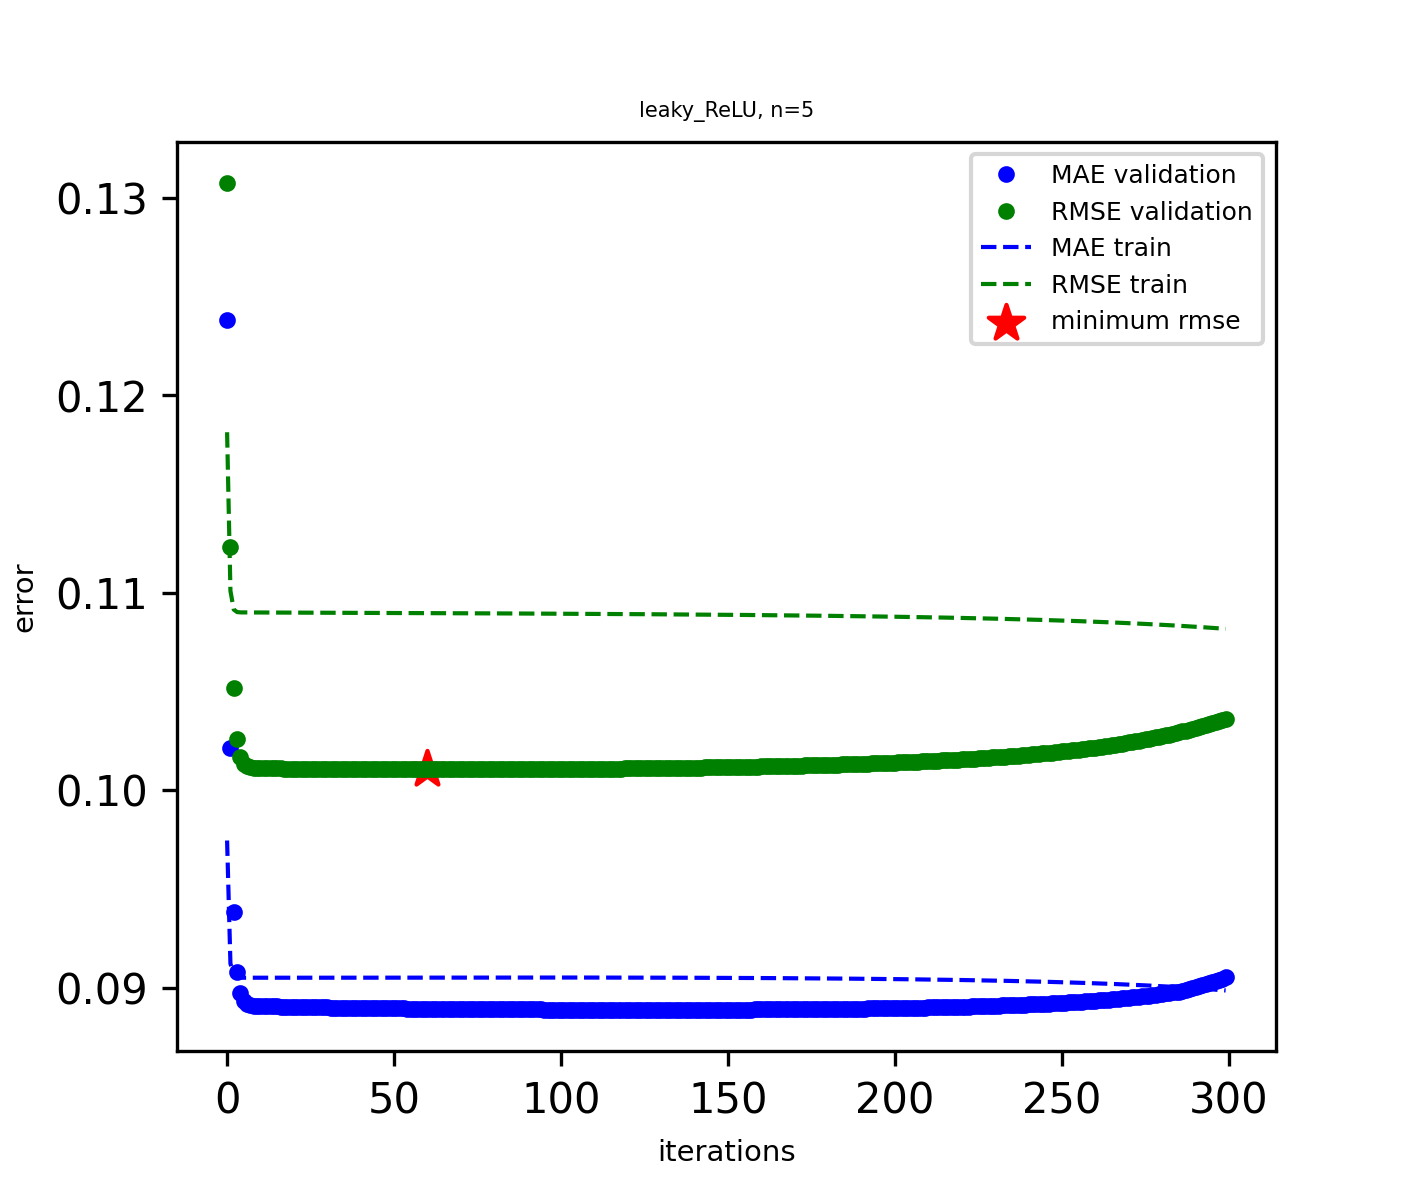 leaky_ReLU, n=5
MAE validation
RMSE validation
MAE train
RMSE train
minimum rmse
error
0.13
0.12
0.11
0.10
0.09
0 50 100 150 200 250 300
iterations